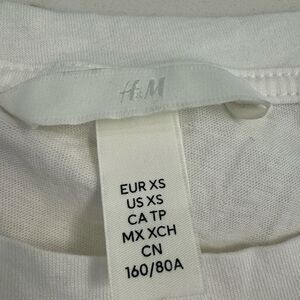 H&M
EUR XS
US XS
CA TP
MX XCH
CN
160/80A